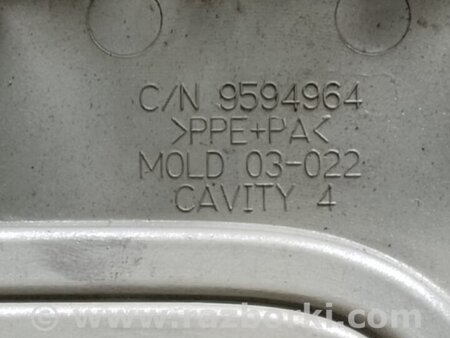 C/N 9594964
>PPE+PA<
MOLD 03-022
CAVITY 4
© www.razborki.com